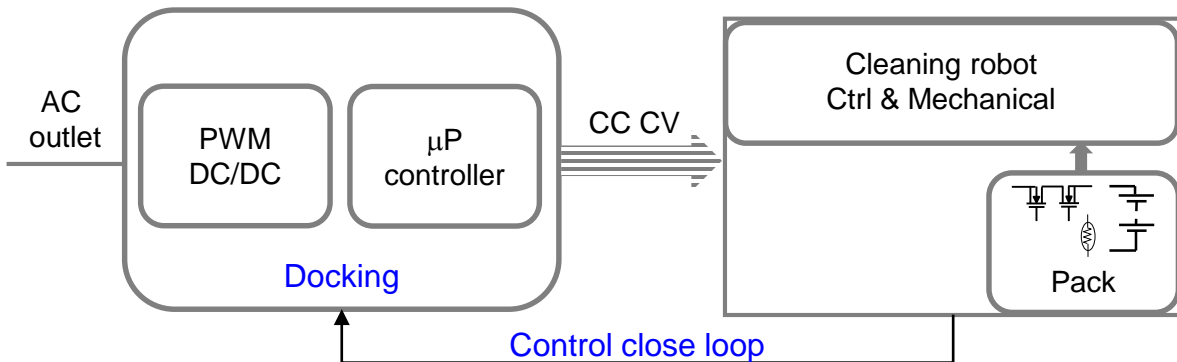 AC
outlet
PWM
DC/DC
μP
controller
Docking
CC CV
Cleaning robot
Ctrl & Mechanical
Pack
Control close loop